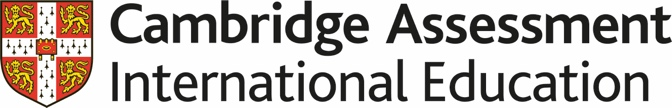 Cambridge Assessment
International Education